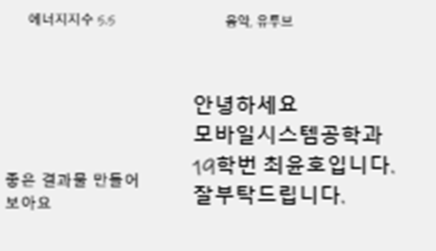 에너지지수 5.5
음악, 유투브
안녕하세요
모바일시스템공학과
19학번 최윤호입니다.
잘부탁드립니다.
좋은 결과물 만들어
보아요